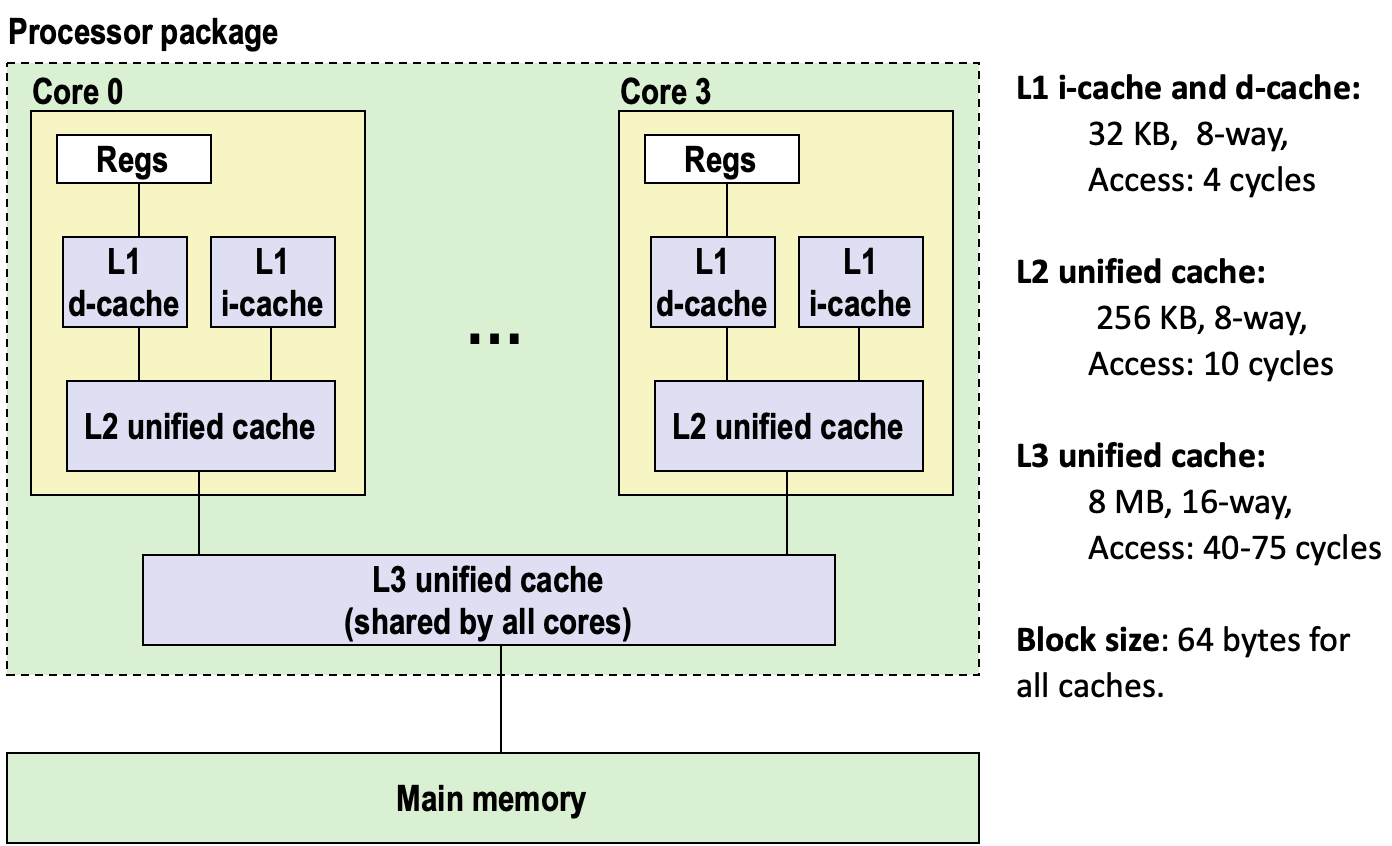 Processor package
Core 0
Regs
L1
d-cache
L1
i-cache
L2 unified cache
...
Core 3
Regs
L1
d-cache
L1
i-cache
L2 unified cache
L3 unified cache
(shared by all cores)
Main memory
L1 i-cache and d-cache:
32 KB, 8-way,
Access: 4 cycles
L2 unified cache:
256 KB, 8-way,
Access: 10 cycles
L3 unified cache:
8 MB, 16-way,
Access: 40-75 cycles
Block size: 64 bytes for
all caches.